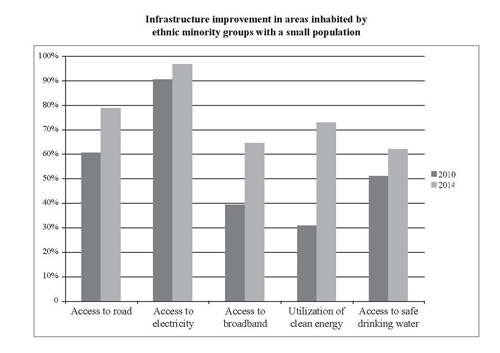 Infrastructure improvement in areas inhabited by
ethnic minority groups with a small population
100%
90%
80%
70%
60%
50%
40%
30%
20%
10%
0
Access to road
Access to
electricity
Access to
broadband
Utilization of
clean energy
Access to safe
drinking water
2010
2014